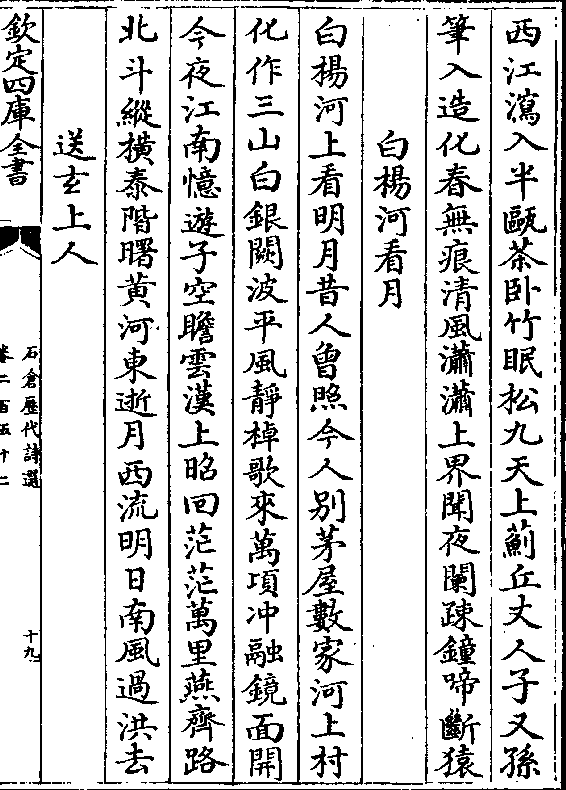 西江瀉入半甌茶卧竹眠松九天上薊丘丈人子又孫
筆入造化春無痕清風瀟瀟上界聞夜闌疎鐘啼斷猿
白楊河看月
白楊河上看明月昔人曾照今人别茅屋數家河上村
化作三山白銀闕波平風靜棹歌來萬頃冲融鏡面開
今夜江南憶遊子空瞻雲漢上昭回茫茫萬里燕齊路
北斗縱横泰階曙黄河東逝月西流明日南風過洪去
送玄上人
欽定四庫全書
石倉歷代詩選
卷二百五十二
十九